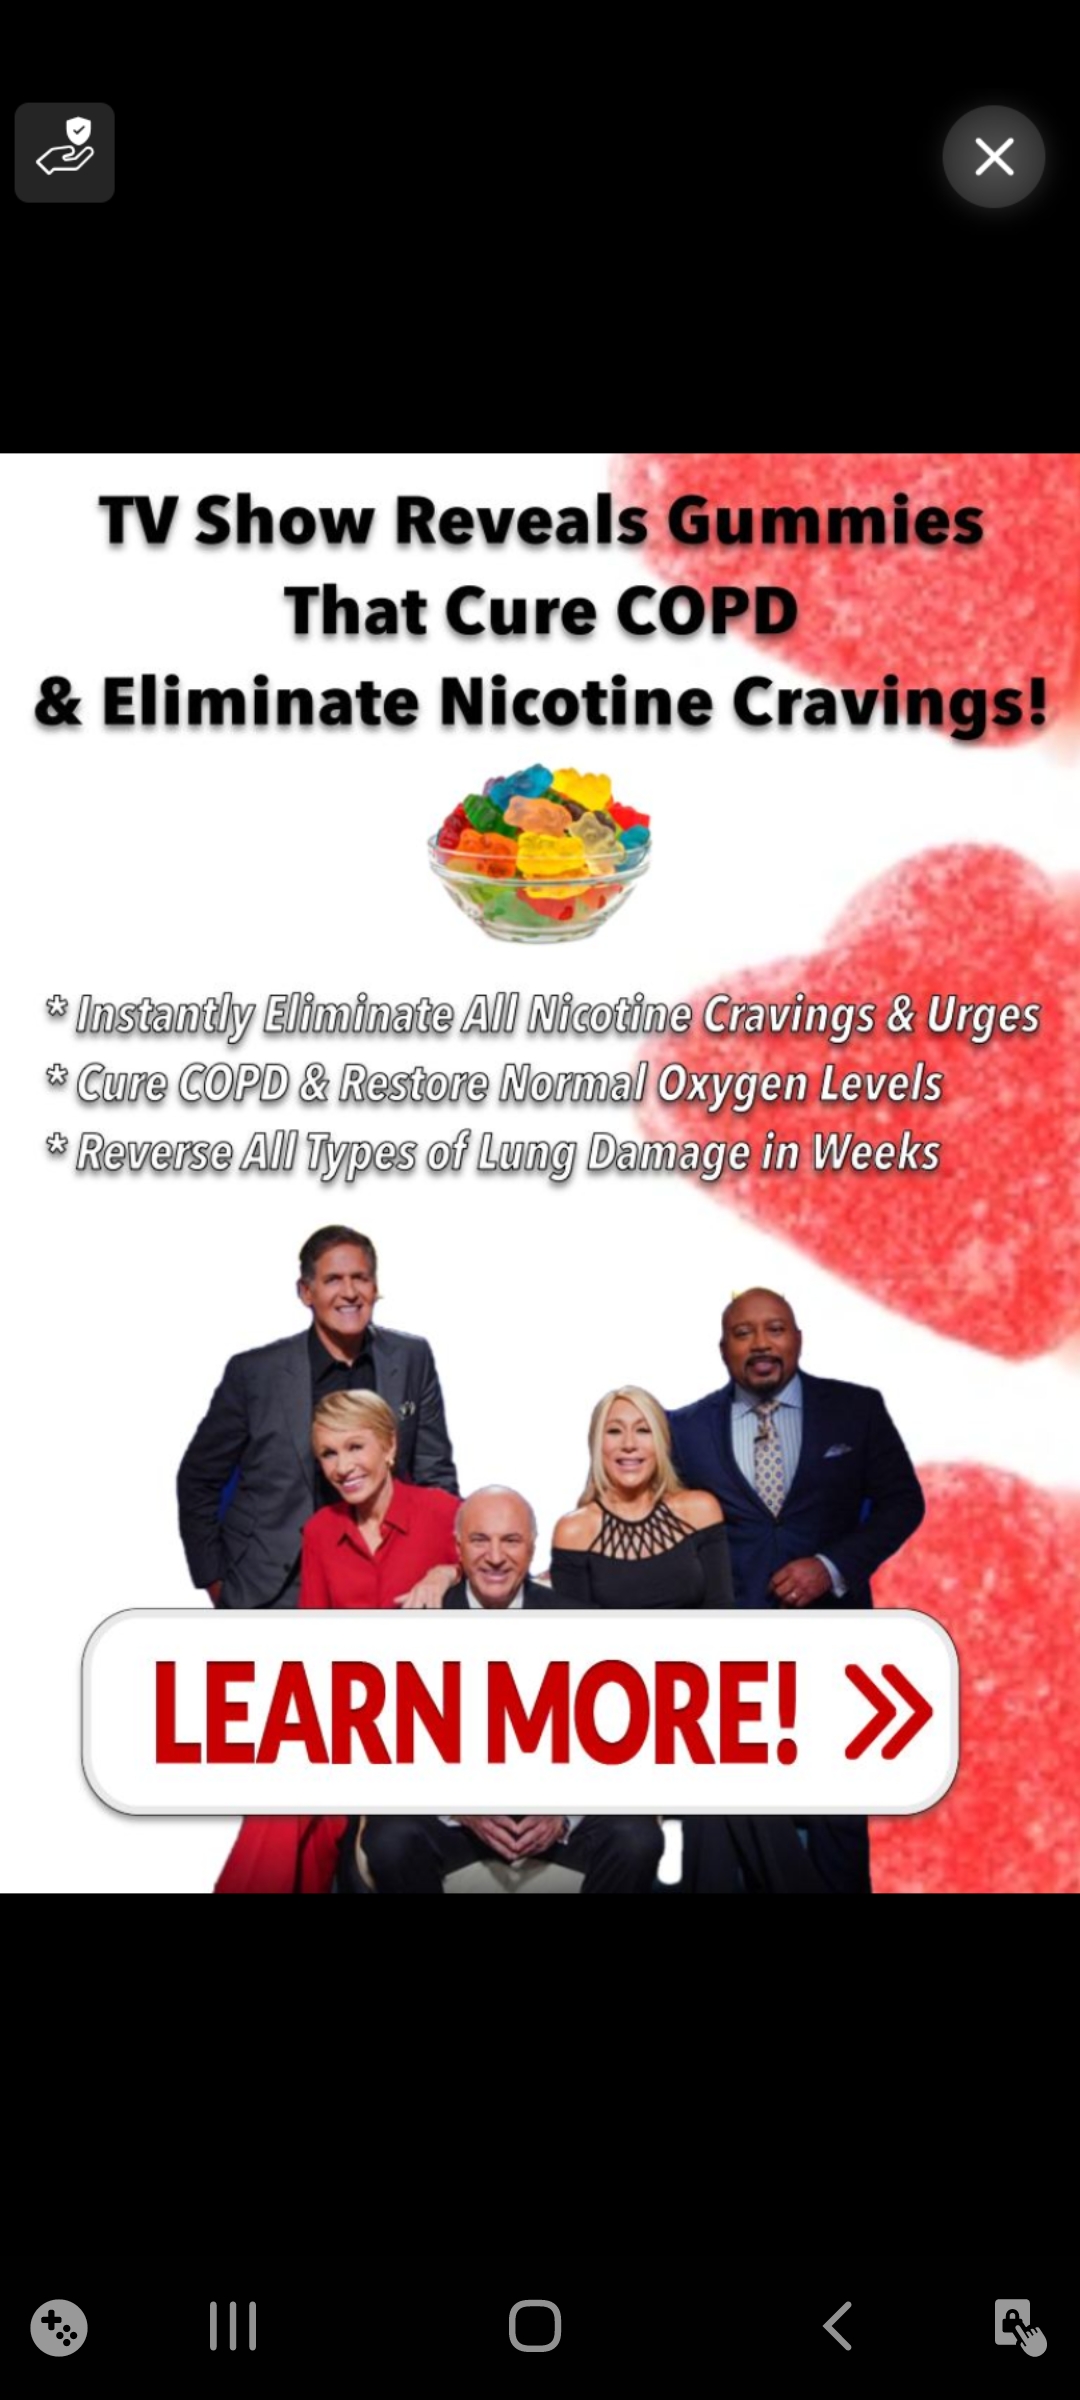 TV Show Reveals Gummies
That Cure COPD
& Eliminate Nicotine Cravings!
* Instantly Eliminate All Nicotine Cravings & Urges
* Cure COPD & Restore Normal Oxygen Levels
* Reverse All Types of Lung Damage in Weeks
LEARN MORE! »